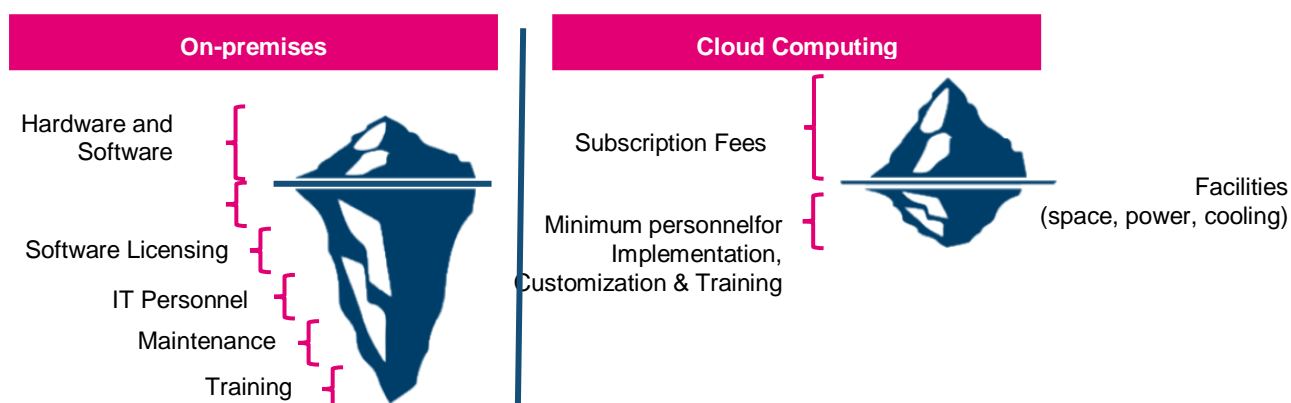 On-premises
Hardware and
Software
Software Licensing
IT Personnel
Maintenance
Training
Cloud Computing
Subscription Fees
Minimum personnelfor
Implementation,
Customization & Training
Facilities
(space, power, cooling)